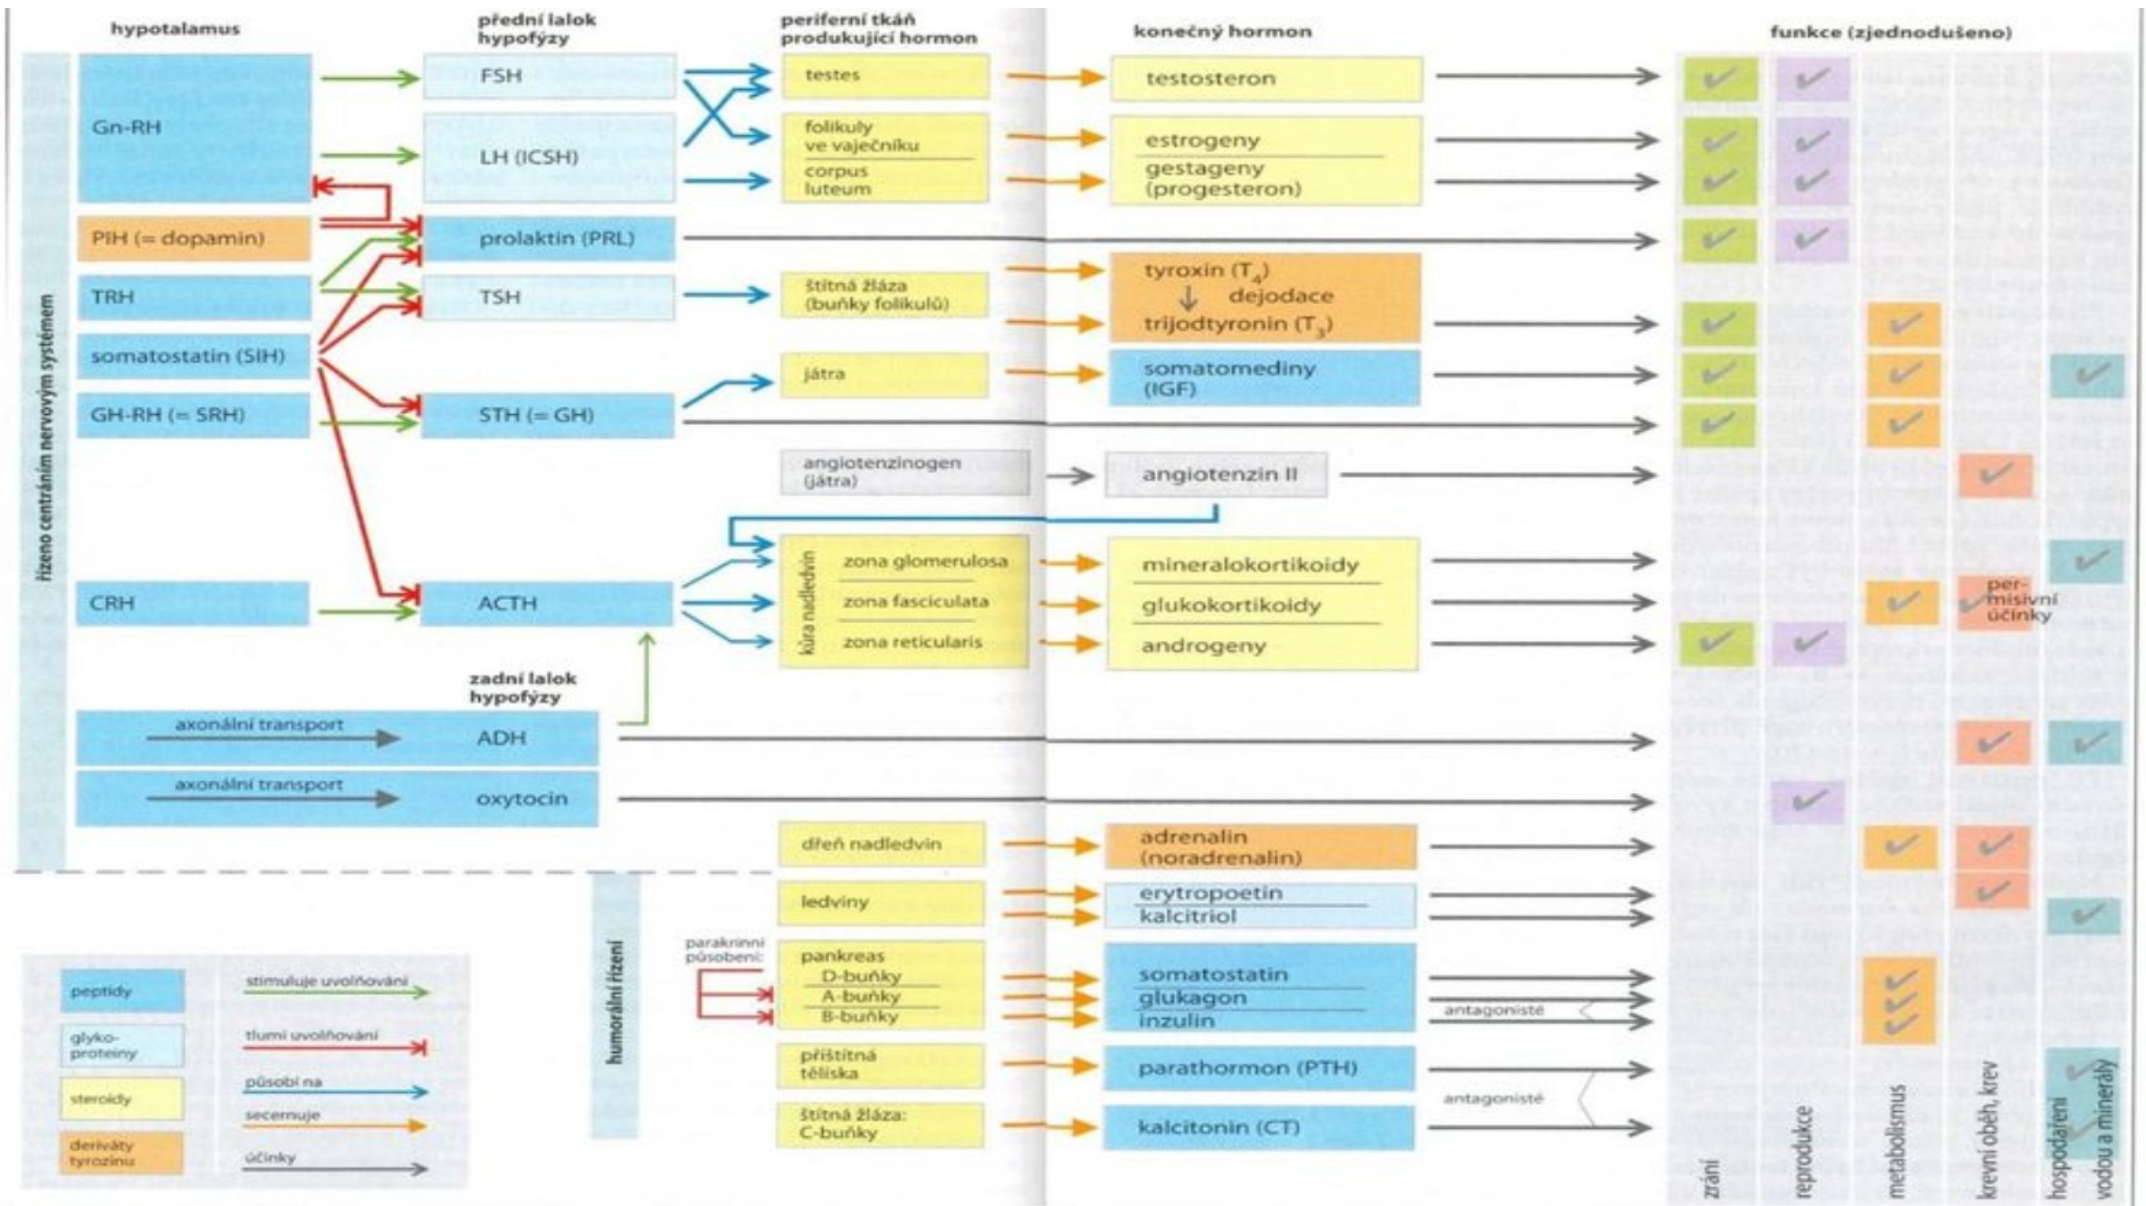 hypotalamus
přední lalok
hypofýzy
periferní tkáň
produkující hormon
konečný hormon
funkce (zjednodušeno)
řízeno centráním nervovým systémem
Gn-RH
FSH
testes
testosteron
LH (ICSH)
folikuly
ve vaječníku
corpus
luteum
estrogeny
gestageny
(progesteron)
PIH (= dopamin)
prolaktin (PRL)
TRH
TSH
štítná žláza
(buňky folikulů)
tyroxin (T4)
dejodace
trijodtyronin (T3)
somatostatin (SIH)
játra
somatomediny
(IGF)
GH-RH (= SRH)
STH (= GH)
angiotenzinogen
(játra)
angiotenzin II
CRH
ACTH
kůra nadledvin
zona glomerulosa
zona fasciculata
zona reticularis
mineralokortikoidy
glukokortikoidy
androgeny
per-
misivní
účinky
zadní lalok
hypofýzy
axonální transport
ADH
axonální transport
oxytocin
dřeň nadledvin
adrenalin
(noradrenalin)
humorální řízení
ledviny
erytropoetin
kalcitriol
parakrinní
působení:
pankreas
D-buňky
A-buňky
B-buňky
somatostatin
glukagon
inzulin
antagonisté
příštítná
tělíska
parathormon (PTH)
antagonisté
štítná žláza:
C-buňky
kalcitonin (CT)
peptidy
glyko-
proteiny
steroidy
deriváty
tyrozinu
stimuluje uvolňování
tlumí uvolňování
působí na
secernuje
účinky
zrání
reprodukce
metabolismus
krevní oběh, krev
hospodaření
vodou a minerály